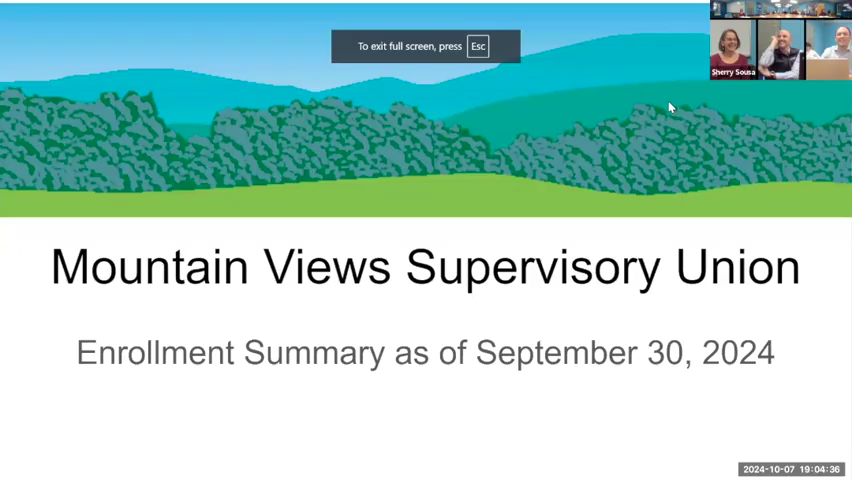 To exit full screen, press Esc
Sherry Sousa
Mountain Views Supervisory Union
Enrollment Summary as of September 30, 2024
2024-10-07 19:04:36